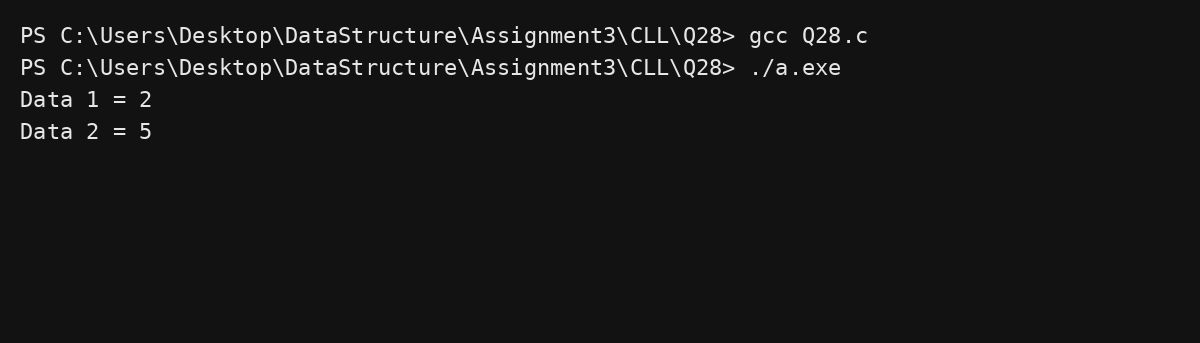 PS C:\Users\Desktop\DataStructure\Assignment3\CLL\Q28> gcc Q28.c
PS C:\Users\Desktop\DataStructure\Assignment3\CLL\Q28> ./a.exe
Data 1 = 2
Data 2 = 5